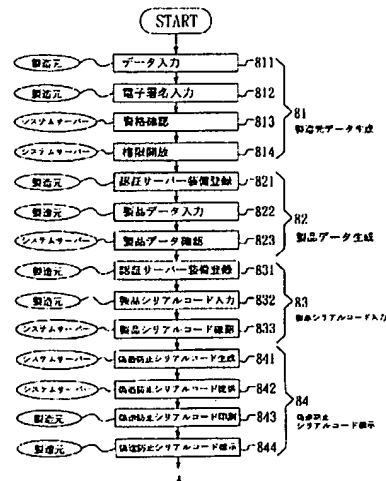 START
製造元 データ入力 811
製造元 電子署名入力 812
システムサーバー 資格確認 813
システムサーバー 権限開放 814
81
製造元データ生成
製造元 認証サーバー装備登録 821
製造元 製品データ入力 822
システムサーバー 製品データ確認 823
82
製品データ生成
製造元 認証サーバー装備登録 831
製造元 製品シリアルコード入力 832
システムサーバー 製品シリアルコード確認 833
83
製品シリアルコード入力
システムサーバー 偽造防止シリアルコード生成 841
システムサーバー 偽造防止シリアルコード提供 842
製造元 偽造防止シリアルコード印刷 843
製造元 偽造防止シリアルコード標示 844
84
偽造防止
シリアルコード標示
A